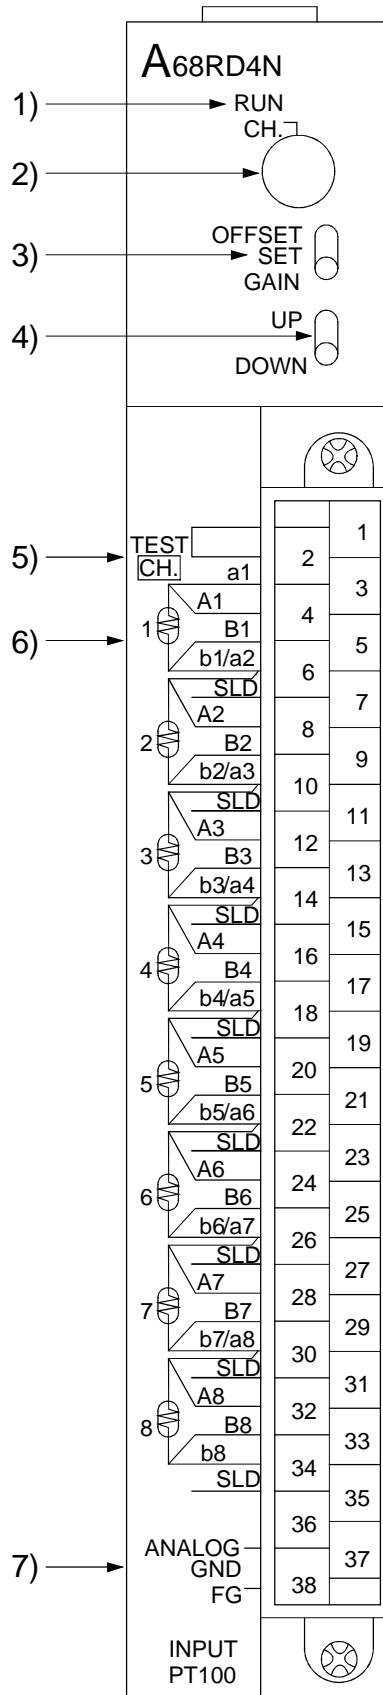 A68RD4N
1) RUN
CH.
2)
OFFSET
3) SET
GAIN
UP
4)
DOWN
1
5) TEST
2
CH. a1
3
A1 4
6) 1 B1 5
b1/a2
6
SLD 7
A2 8
2 B2 9
b2/a3
10
SLD 11
A3 12
3 B3 13
b3/a4
14
SLD 15
A4 16
4 B4 17
b4/a5
18
SLD 19
A5 20
5 B5 21
b5/a6
22
SLD 23
A6 24
6 B6 25
b6/a7
26
SLD 27
A7 28
7 B7 29
b7/a8
30
SLD 31
A8 32
8 B8 33
b8 34
SLD 35
36
ANALOG
7) GND 37
FG 38
INPUT
PT100